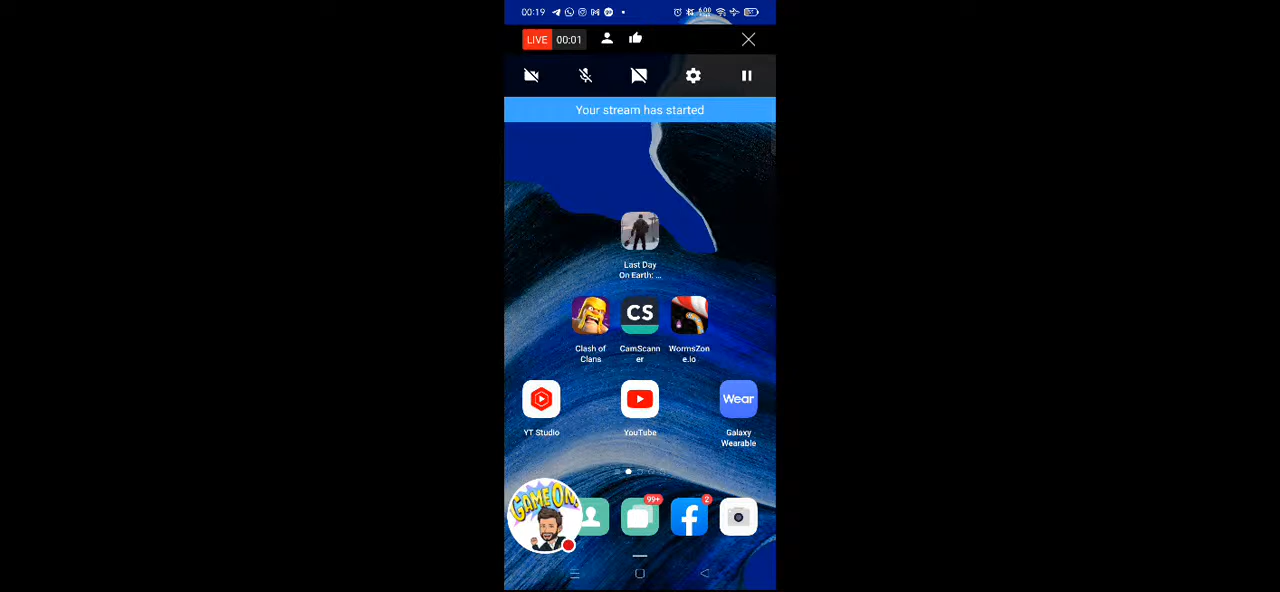 00:19
LIVE 00:01
Your stream has started
Last Day
On Earth: ...
Clash of
Clans
CS
CamScann
er
WormsZon
e.io
YT Studio
YouTube
Wear
Galaxy
Wearable
GAME ON!
99+
2